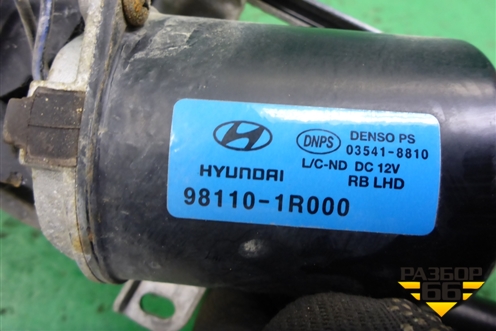 HYUNDAI
98110-1R000
DNPS
DENSO PS
03541-8810
L/C-ND DC 12V
RB LHD
РАЗБОР
66